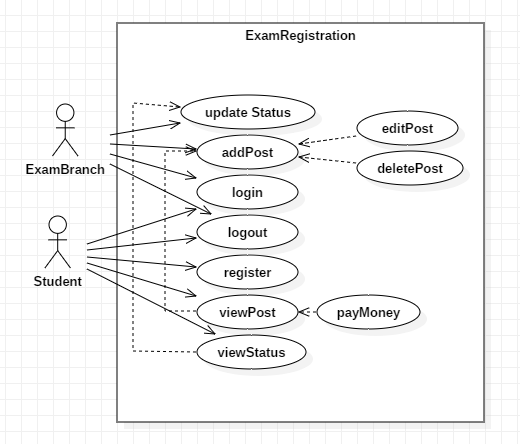 ExamRegistration
update Status
editPost
addPost
deletePost
ExamBranch
login
logout
Student
register
viewPost
payMoney
viewStatus